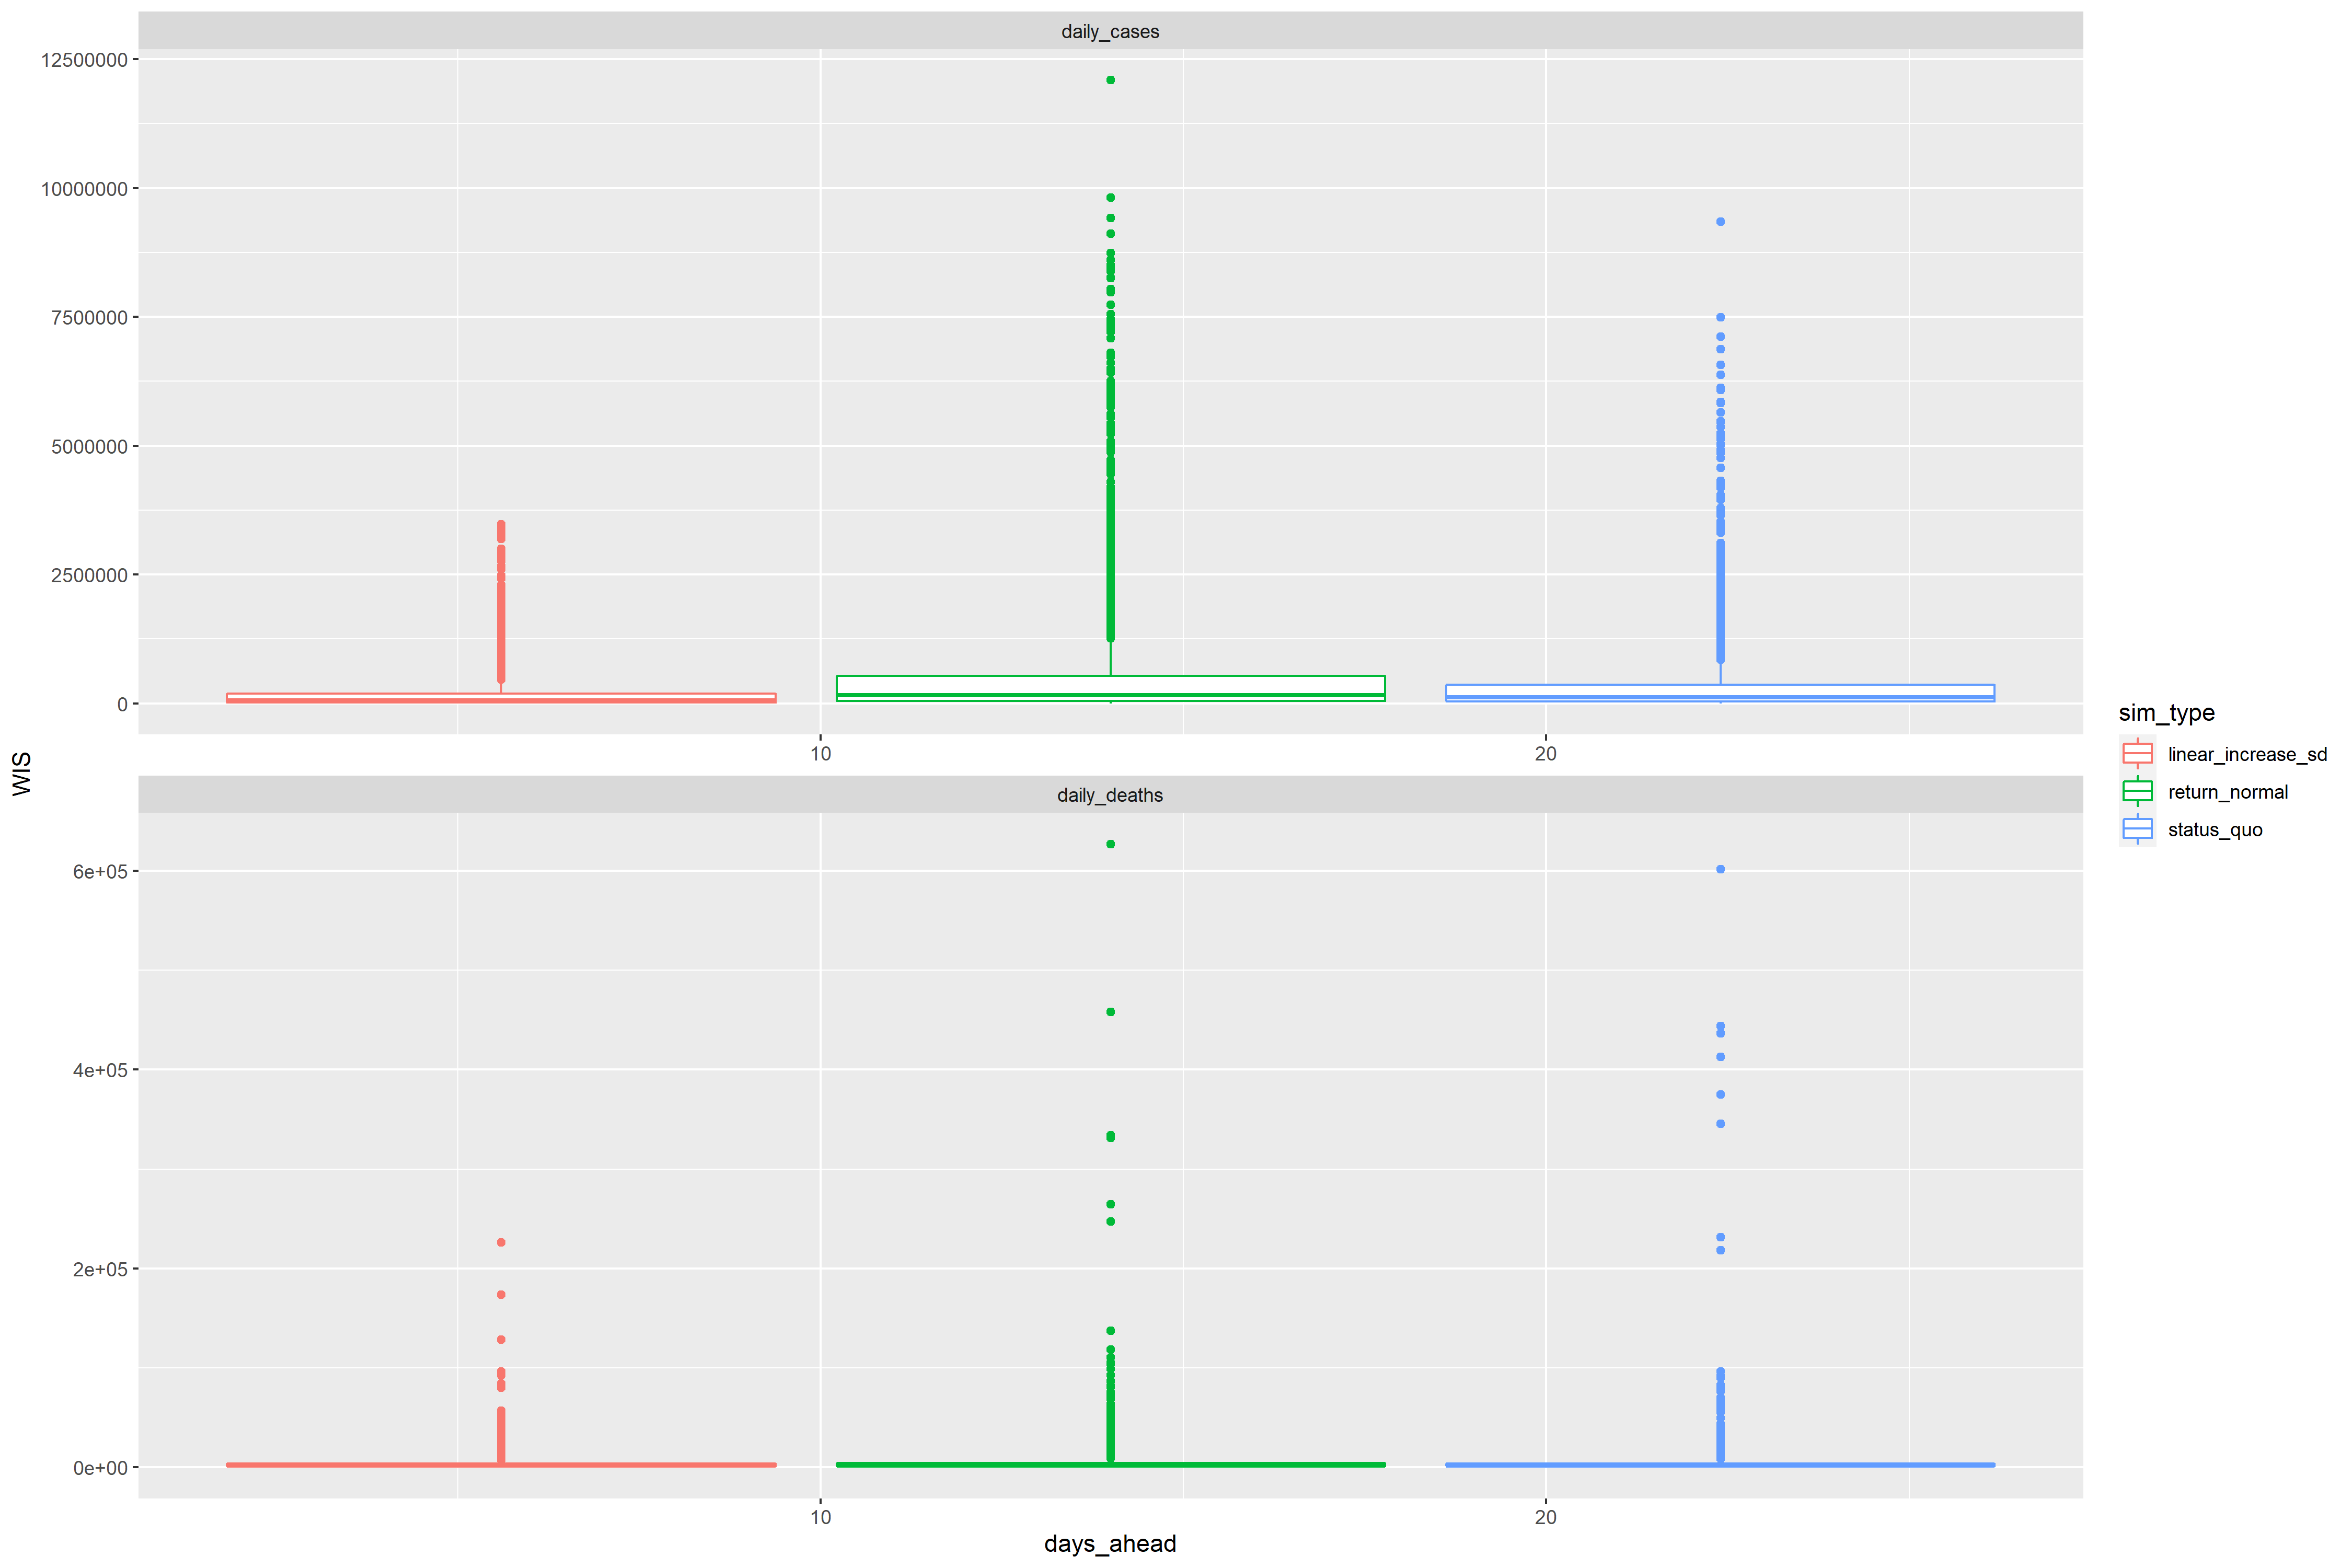 daily_cases
12500000
10000000
7500000
5000000
2500000
0
10
20
WIS
daily_deaths
6e+05
4e+05
2e+05
0e+00
10
20
days_ahead
sim_type
linear_increase_sd
return_normal
status_quo